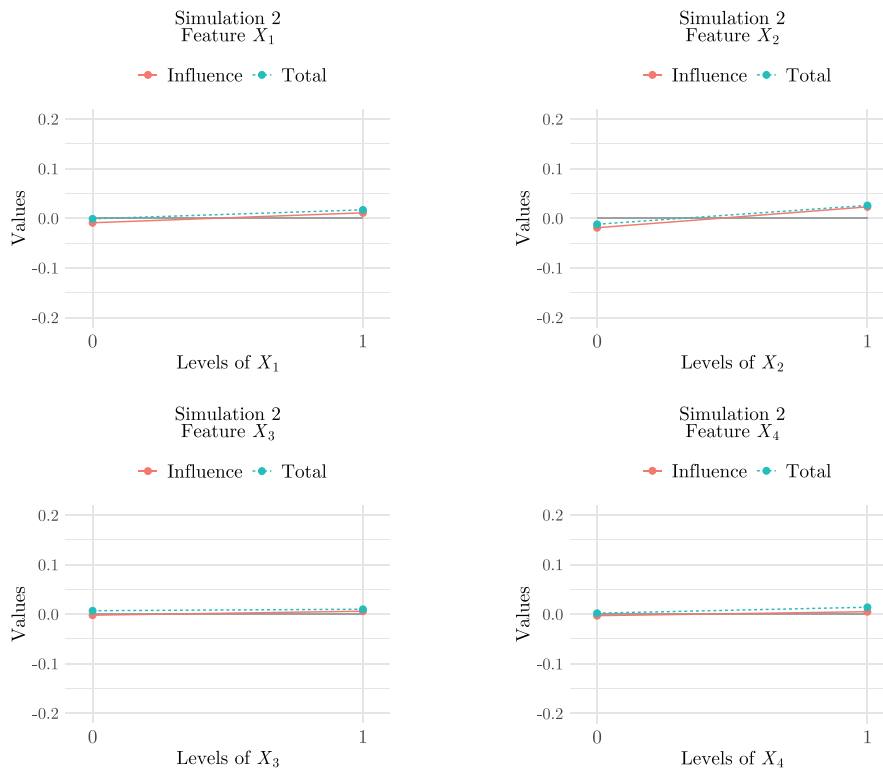 Simulation 2
Feature X₁
Influence Total
0.2
0.1
0.0
-0.1
-0.2
Values
0 1
Levels of X₁
Simulation 2
Feature X₂
Influence Total
0.2
0.1
0.0
-0.1
-0.2
Values
0 1
Levels of X₂
Simulation 2
Feature X₃
Influence Total
0.2
0.1
0.0
-0.1
-0.2
Values
0 1
Levels of X₃
Simulation 2
Feature X₄
Influence Total
0.2
0.1
0.0
-0.1
-0.2
Values
0 1
Levels of X₄